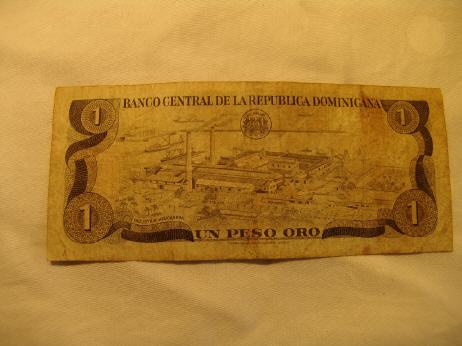 BANCO CENTRAL DE LA REPUBLICA DOMINICANA
1 1
1 1
UN PESO ORO